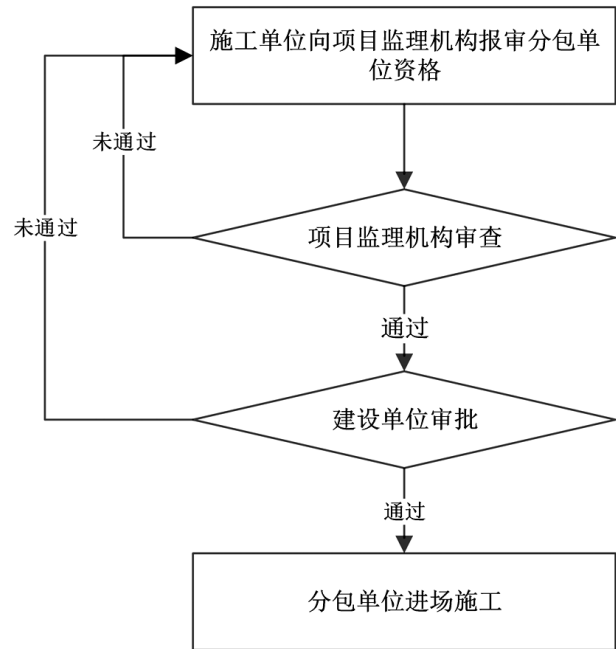 施工单位向项目监理机构报审分包单
位资格
未通过
未通过
项目监理机构审查
通过
建设单位审批
通过
分包单位进场施工